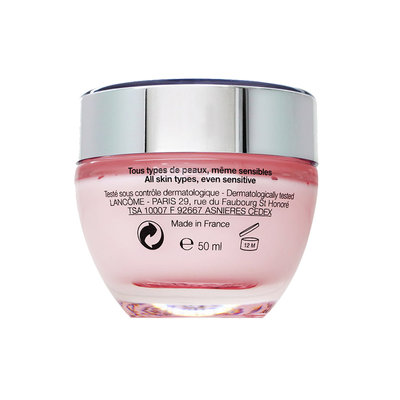 Tous types de peaux, même sensibles
All skin types, even sensitive
Testé sous contrôle dermatologique - Dermatologically tested
LANCÔME - PARIS 29, rue du Faubourg St Honoré
TSA 10007 F 92667 ASNIERES CEDEX
Made in France
℮ 50 ml
12 M